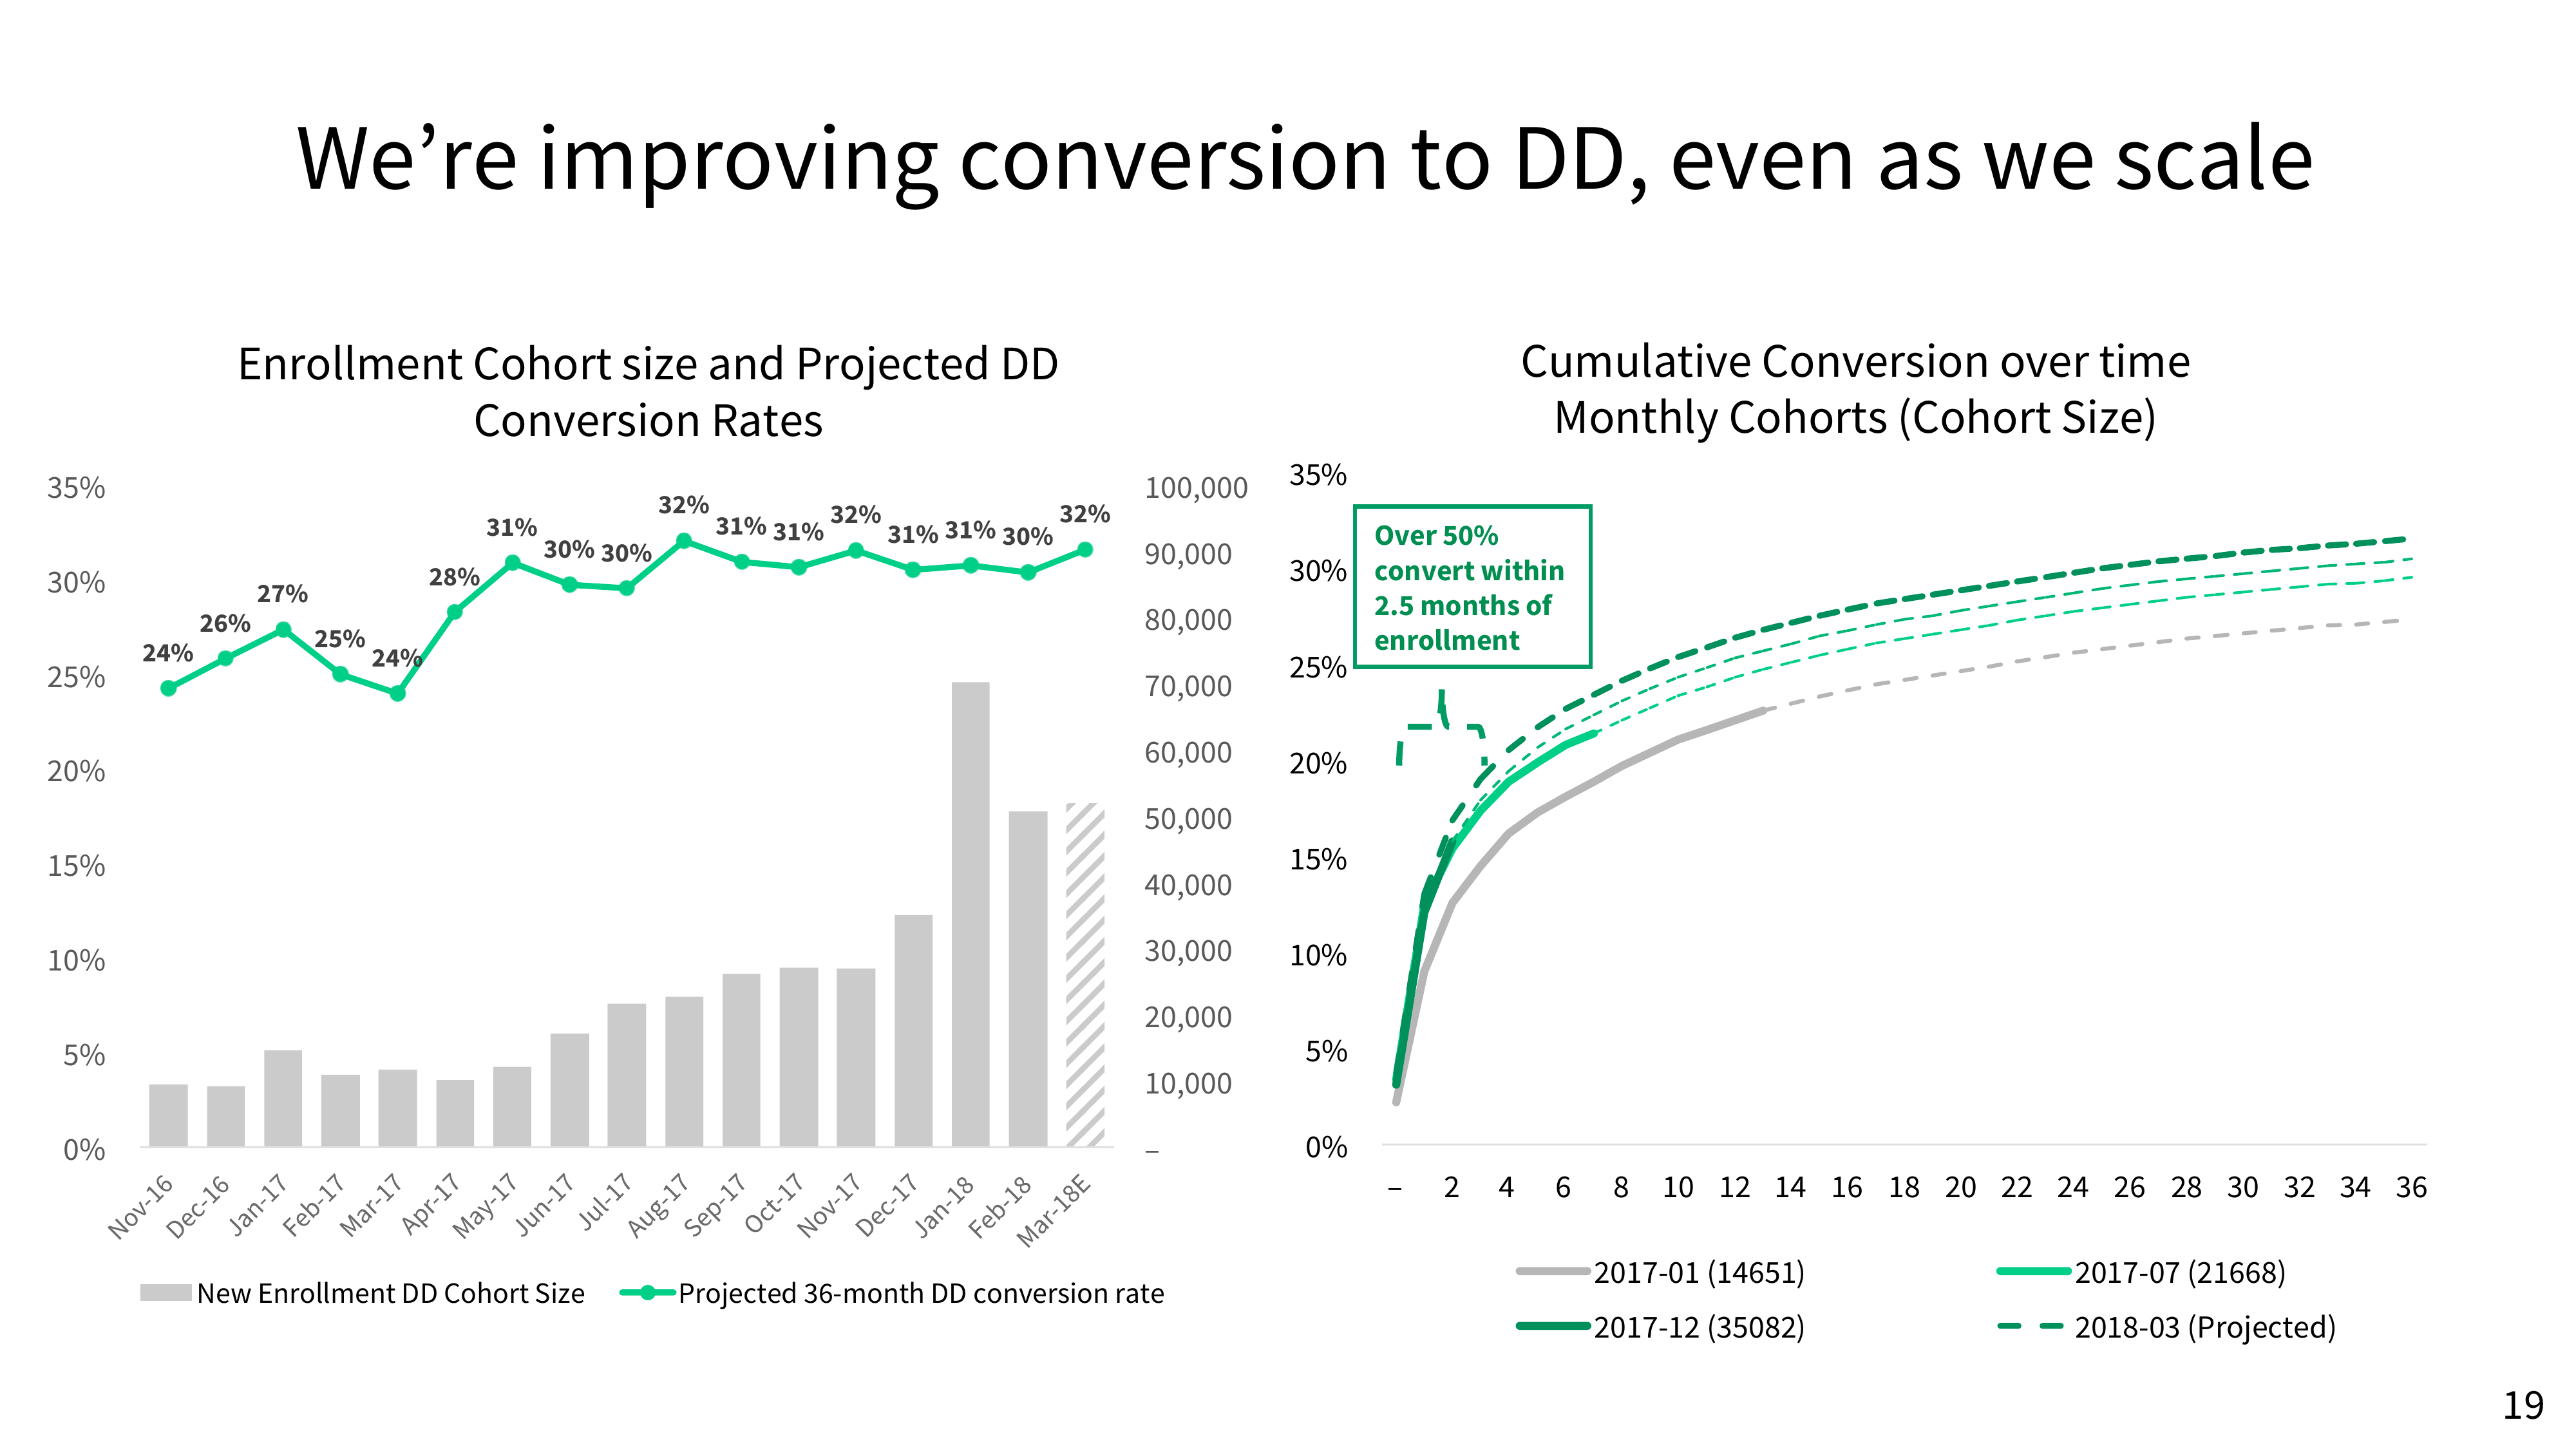 We’re improving conversion to DD, even as we scale
Enrollment Cohort size and Projected DD
Conversion Rates
35%
30%
25%
20%
15%
10%
5%
0%
24%
26%
27%
25%
24%
28%
31%
30%
30%
32%
31%
31%
32%
31%
31%
30%
32%
100,000
90,000
80,000
70,000
60,000
50,000
40,000
30,000
20,000
10,000
–
Nov-16
Dec-16
Jan-17
Feb-17
Mar-17
Apr-17
May-17
Jun-17
Jul-17
Aug-17
Sep-17
Oct-17
Nov-17
Dec-17
Jan-18
Feb-18
Mar-18E
New Enrollment DD Cohort Size
Projected 36-month DD conversion rate
Cumulative Conversion over time
Monthly Cohorts (Cohort Size)
35%
30%
25%
20%
15%
10%
5%
0%
Over 50%
convert within
2.5 months of
enrollment
– 2 4 6 8 10 12 14 16 18 20 22 24 26 28 30 32 34 36
2017-01 (14651)
2017-07 (21668)
2017-12 (35082)
2018-03 (Projected)
19